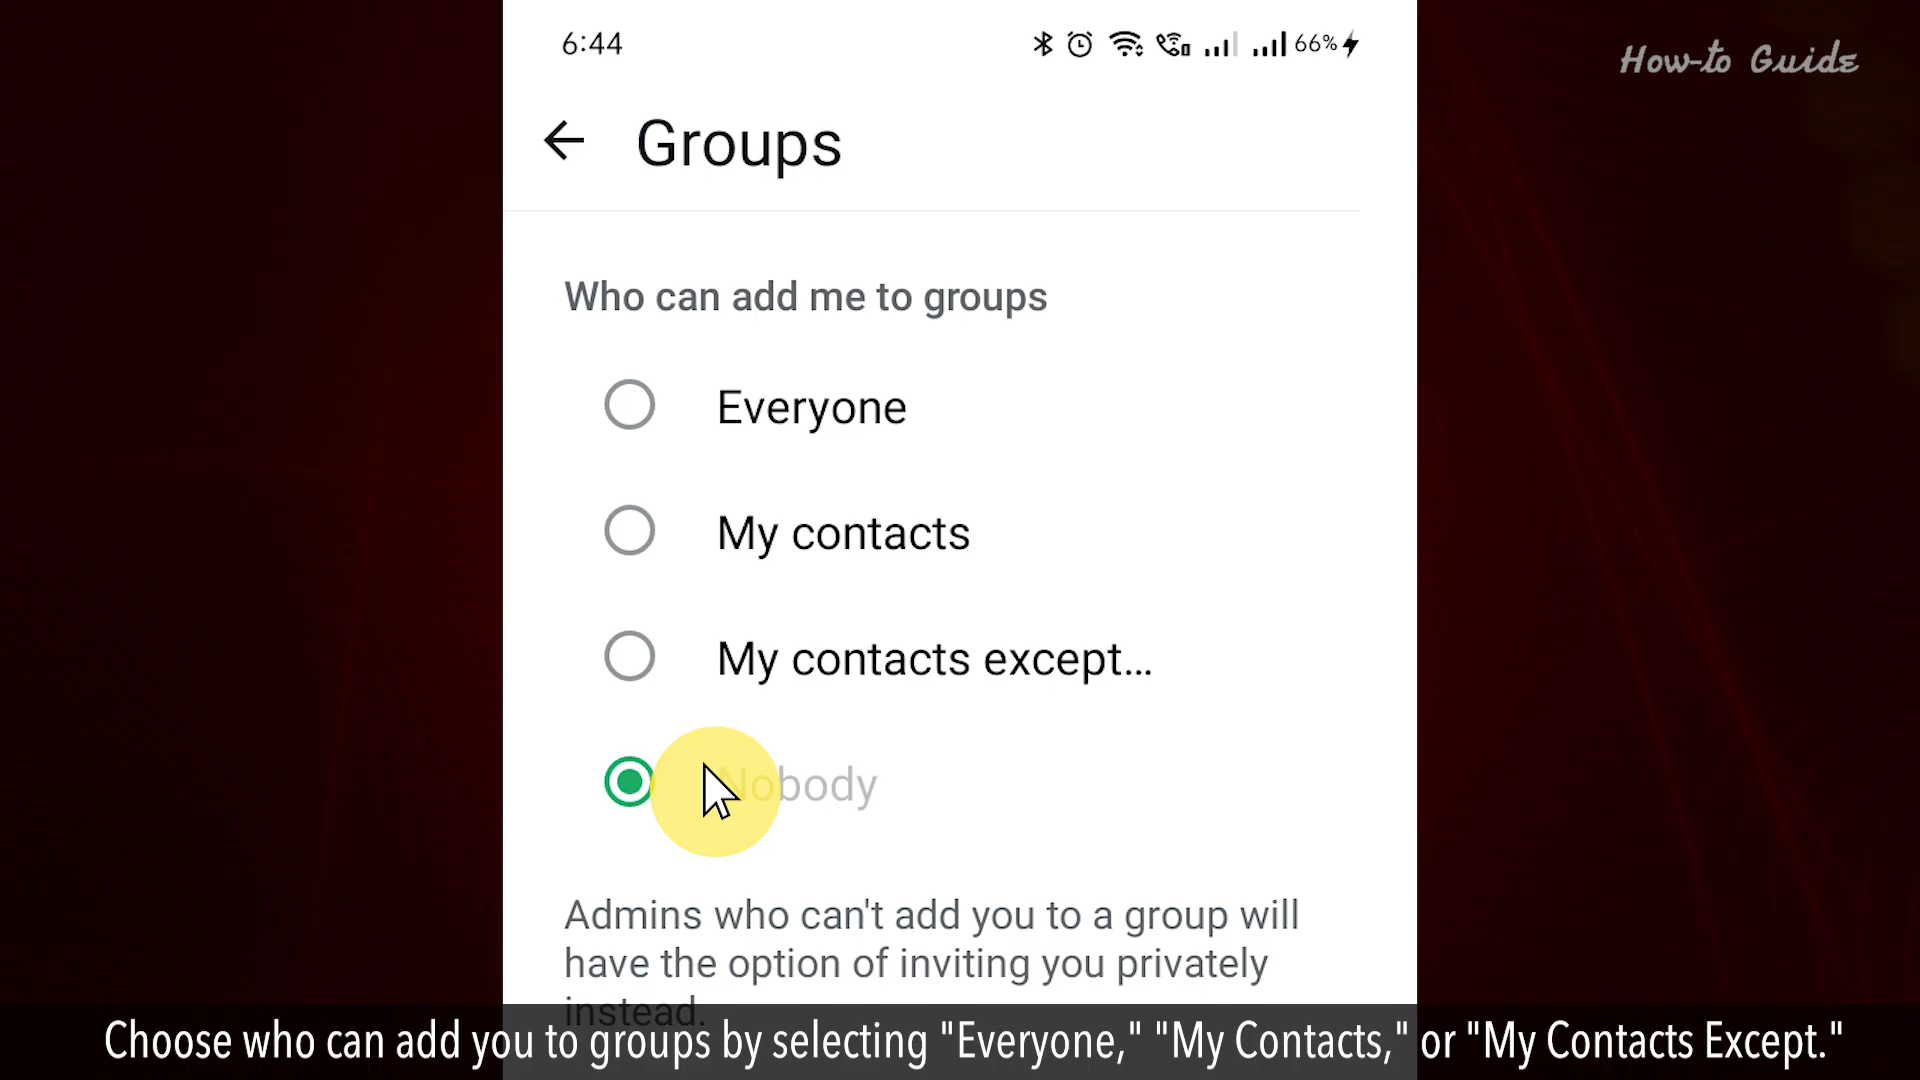 6:44
66%
How-to Guide
Groups
Who can add me to groups
Everyone
My contacts
My contacts except...
Nobody
Admins who can't add you to a group will
have the option of inviting you privately
instead.
Choose who can add you to groups by selecting "Everyone," "My Contacts," or "My Contacts Except."